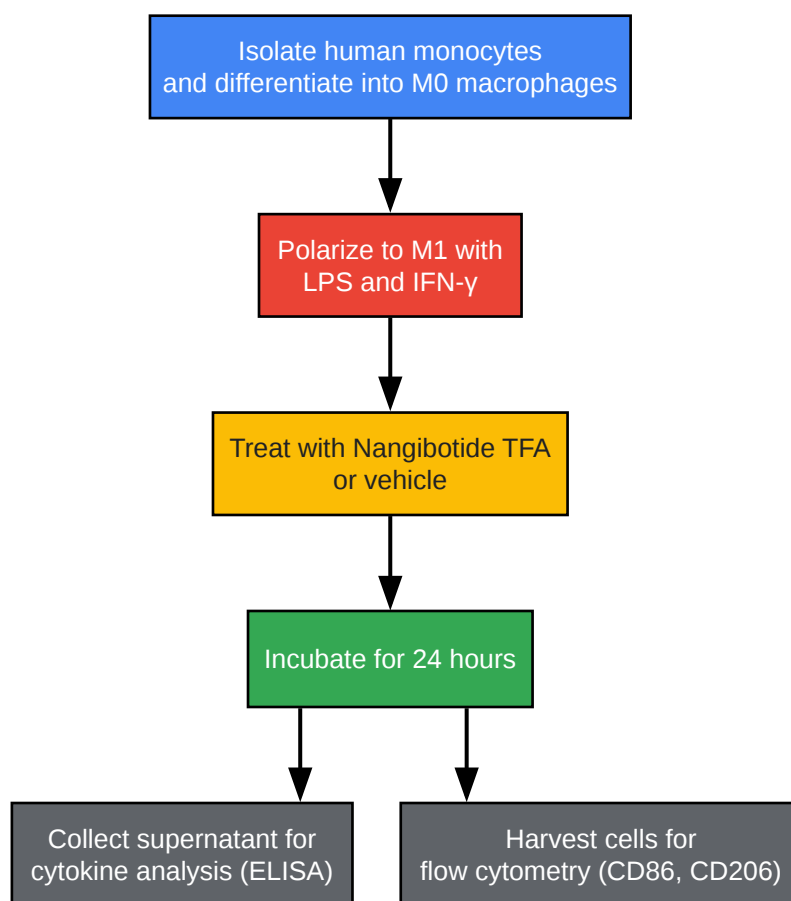 Isolate human monocytes
and differentiate into M0 macrophages
Polarize to M1 with
LPS and IFN-γ
Treat with Nangibotide TFA
or vehicle
Incubate for 24 hours
Collect supernatant for
cytokine analysis (ELISA)
Harvest cells for
flow cytometry (CD86, CD206)